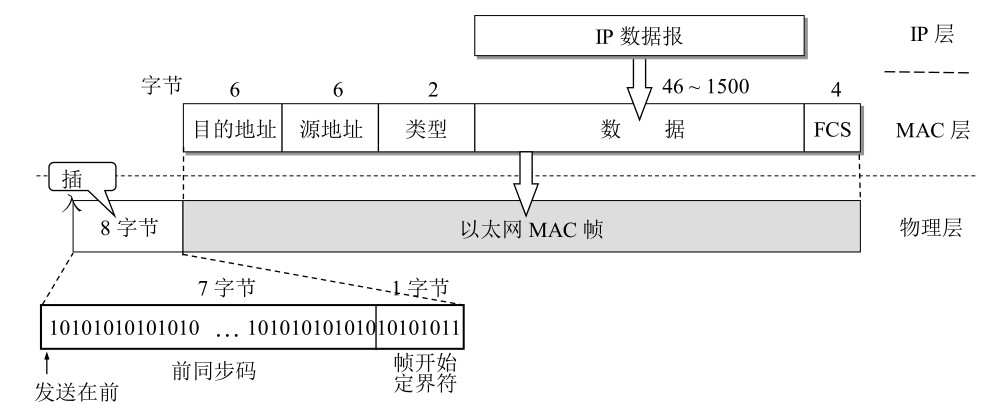 IP 数据报
IP 层
字节
6
6
2
46 ~ 1500
4
目的地址
源地址
类型
数 据
FCS
MAC 层
插
入
8 字节
以太网 MAC 帧
物理层
7 字节
1 字节
10101010101010 … 101010101010
10101011
前同步码
帧开始
定界符
发送在前